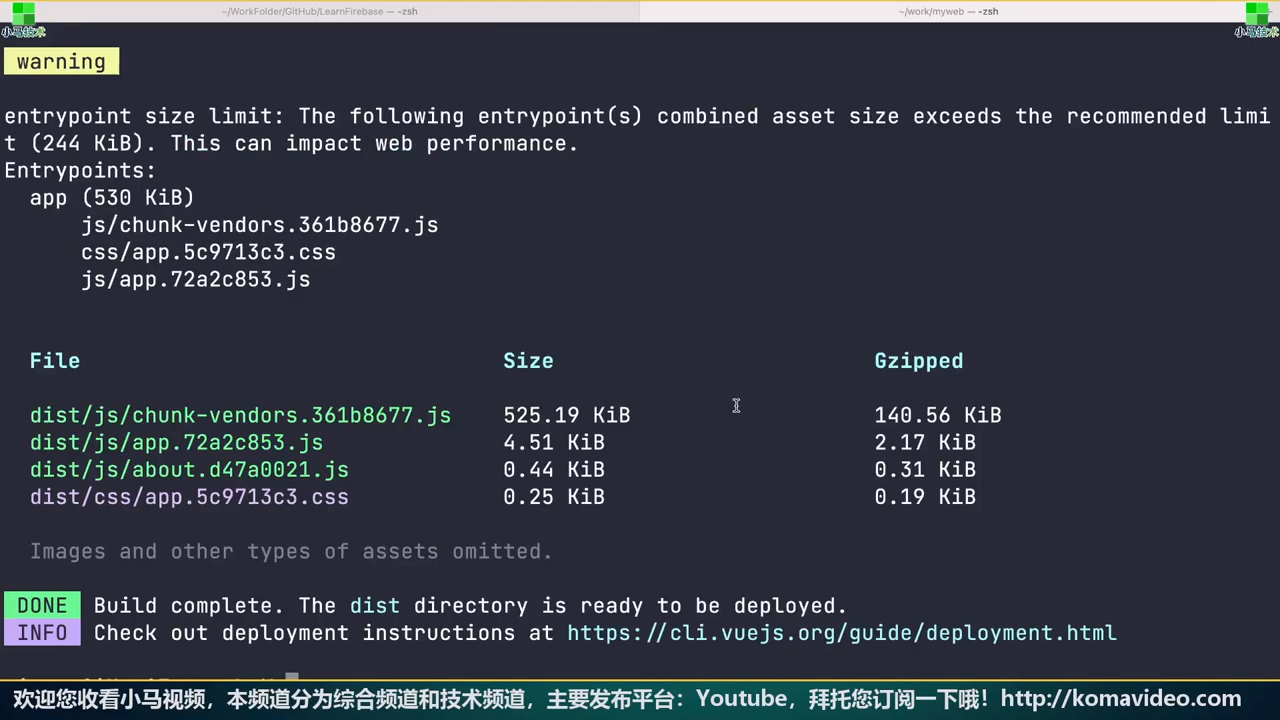 ~/WorkFolder/GitHub/LearnFirebase — -zsh
~/work/myweb — -zsh
小马技术
小马技术
warning
entrypoint size limit: The following entrypoint(s) combined asset size exceeds the recommended limi
t (244 KiB). This can impact web performance.
Entrypoints:
app (530 KiB)
js/chunk-vendors.361b8677.js
css/app.5c9713c3.css
js/app.72a2c853.js
File Size Gzipped
dist/js/chunk-vendors.361b8677.js 525.19 KiB 140.56 KiB
dist/js/app.72a2c853.js 4.51 KiB 2.17 KiB
dist/js/about.d47a0021.js 0.44 KiB 0.31 KiB
dist/css/app.5c9713c3.css 0.25 KiB 0.19 KiB
Images and other types of assets omitted.
DONE Build complete. The dist directory is ready to be deployed.
INFO Check out deployment instructions at https://cli.vuejs.org/guide/deployment.html
欢迎您收看小马视频，本频道分为综合频道和技术频道，主要发布平台：Youtube，拜托您订阅一下哦！http://komavideo.com